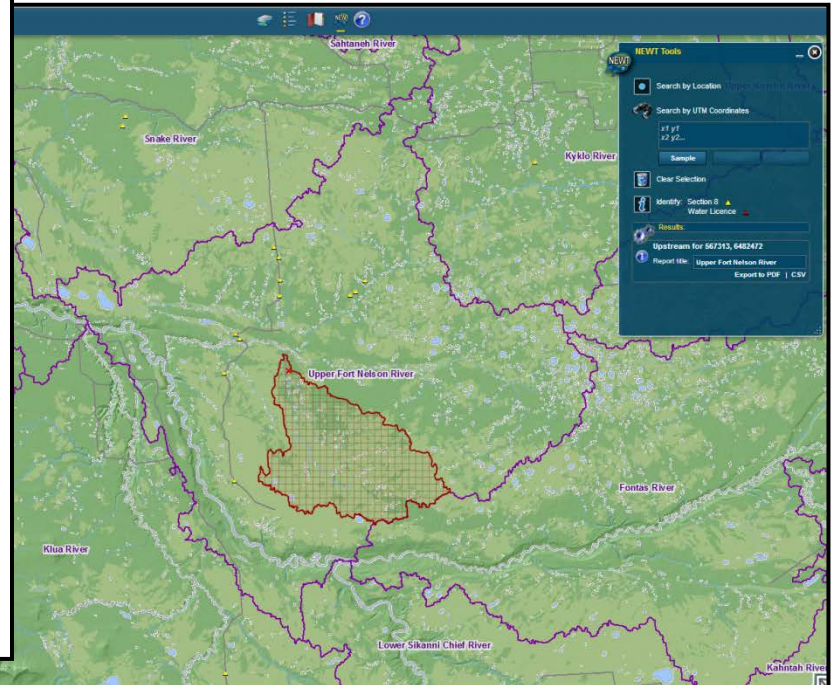 NEW
?
Sahtaneh River
Snake River
Kyklo River
Upper Fort Nelson River
Fontas River
Klua River
Lower Sikanni Chief River
Kahntah River
NEWT
NEWT Tools
Search by Location
Search by UTM Coordinates
x1 y1
x2 y2...
Sample
Clear Selection
Identify: Section 8
Water Licence
Results:
Upstream for 567313, 6482472
Report title: Upper Fort Nelson River
Export to PDF | CSV